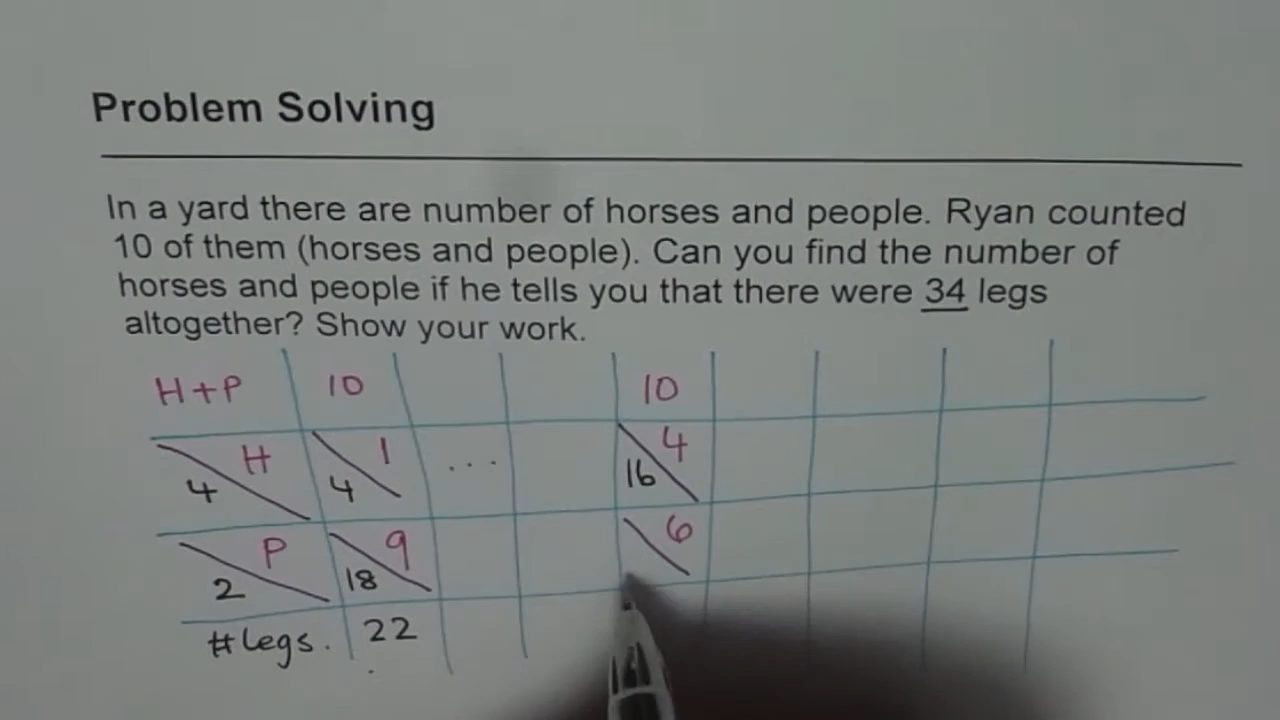 Problem Solving
In a yard there are number of horses and people. Ryan counted
10 of them (horses and people). Can you find the number of
horses and people if he tells you that there were 34 legs
altogether? Show your work.
H+P 10 10
H 1 ... 4
4 4 16
P 9 6
2 18
#legs. 22